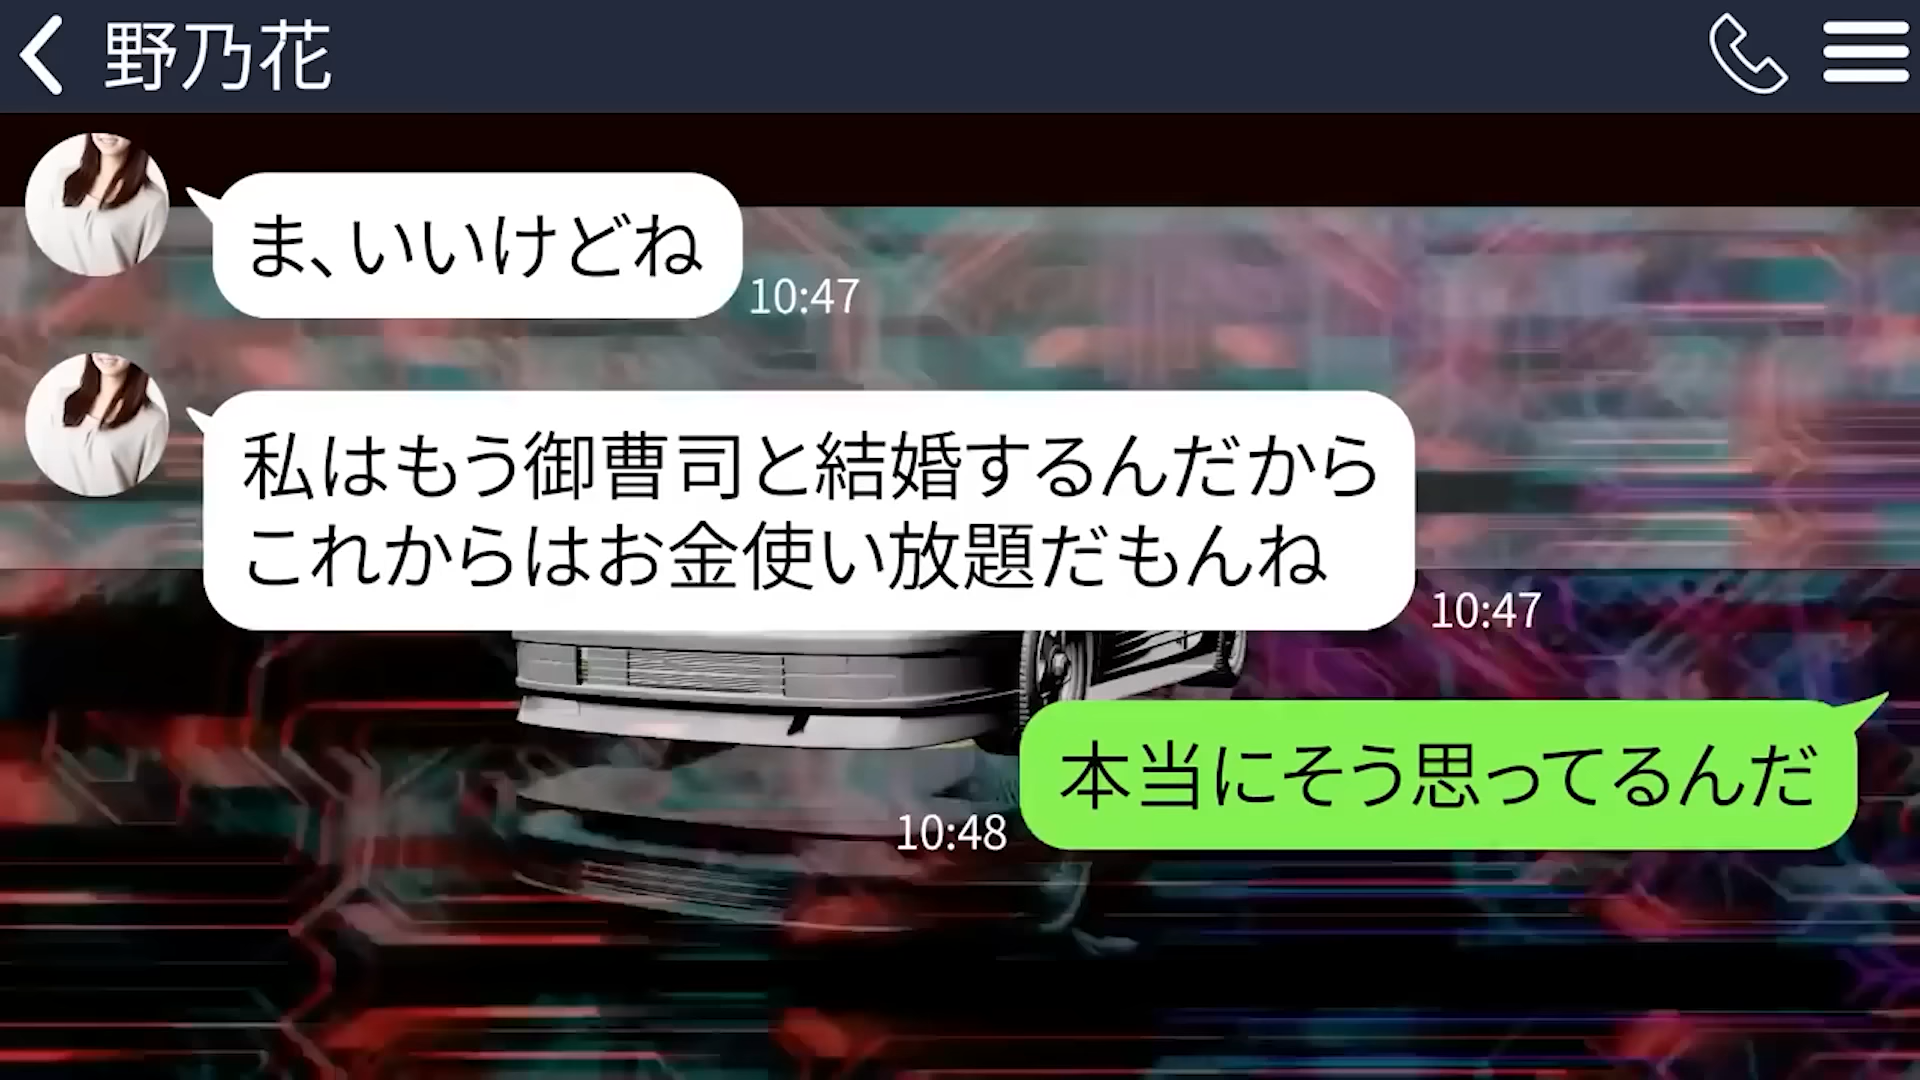 野乃花
ま、いいけどね
10:47
私はもう御曹司と結婚するんだから
これからはお金使い放題だもんね
10:47
本当にそう思ってるんだ
10:48